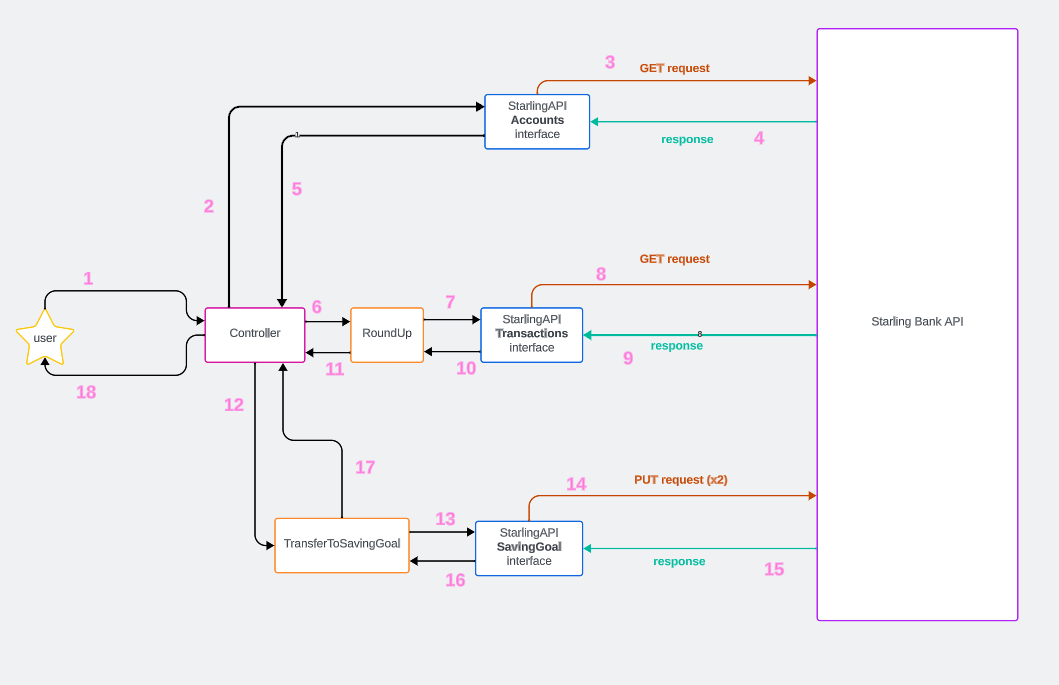 3
GET request
StarlingAPI
Accounts
interface
1
response
4
5
2
GET request
8
1
6
7
user
Controller
RoundUp
StarlingAPI
Transactions
interface
Starling Bank API
8
response
9
11
10
18
12
17
14
PUT request (x2)
13
TransferToSavingGoal
StarlingAPI
SavingGoal
interface
response
15
16